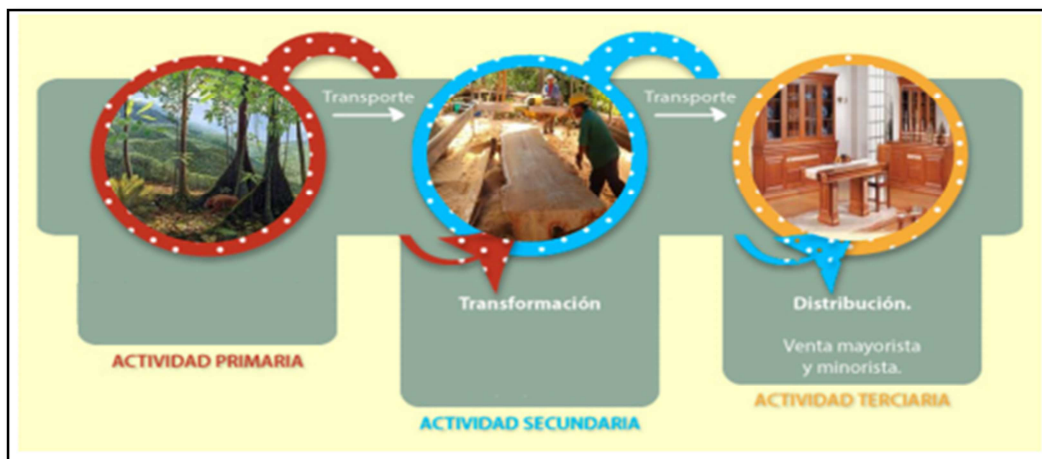 Transporte
Transporte
Transformación
Distribución.
Venta mayorista
y minorista.
ACTIVIDAD PRIMARIA
ACTIVIDAD SECUNDARIA
ACTIVIDAD TERCIARIA